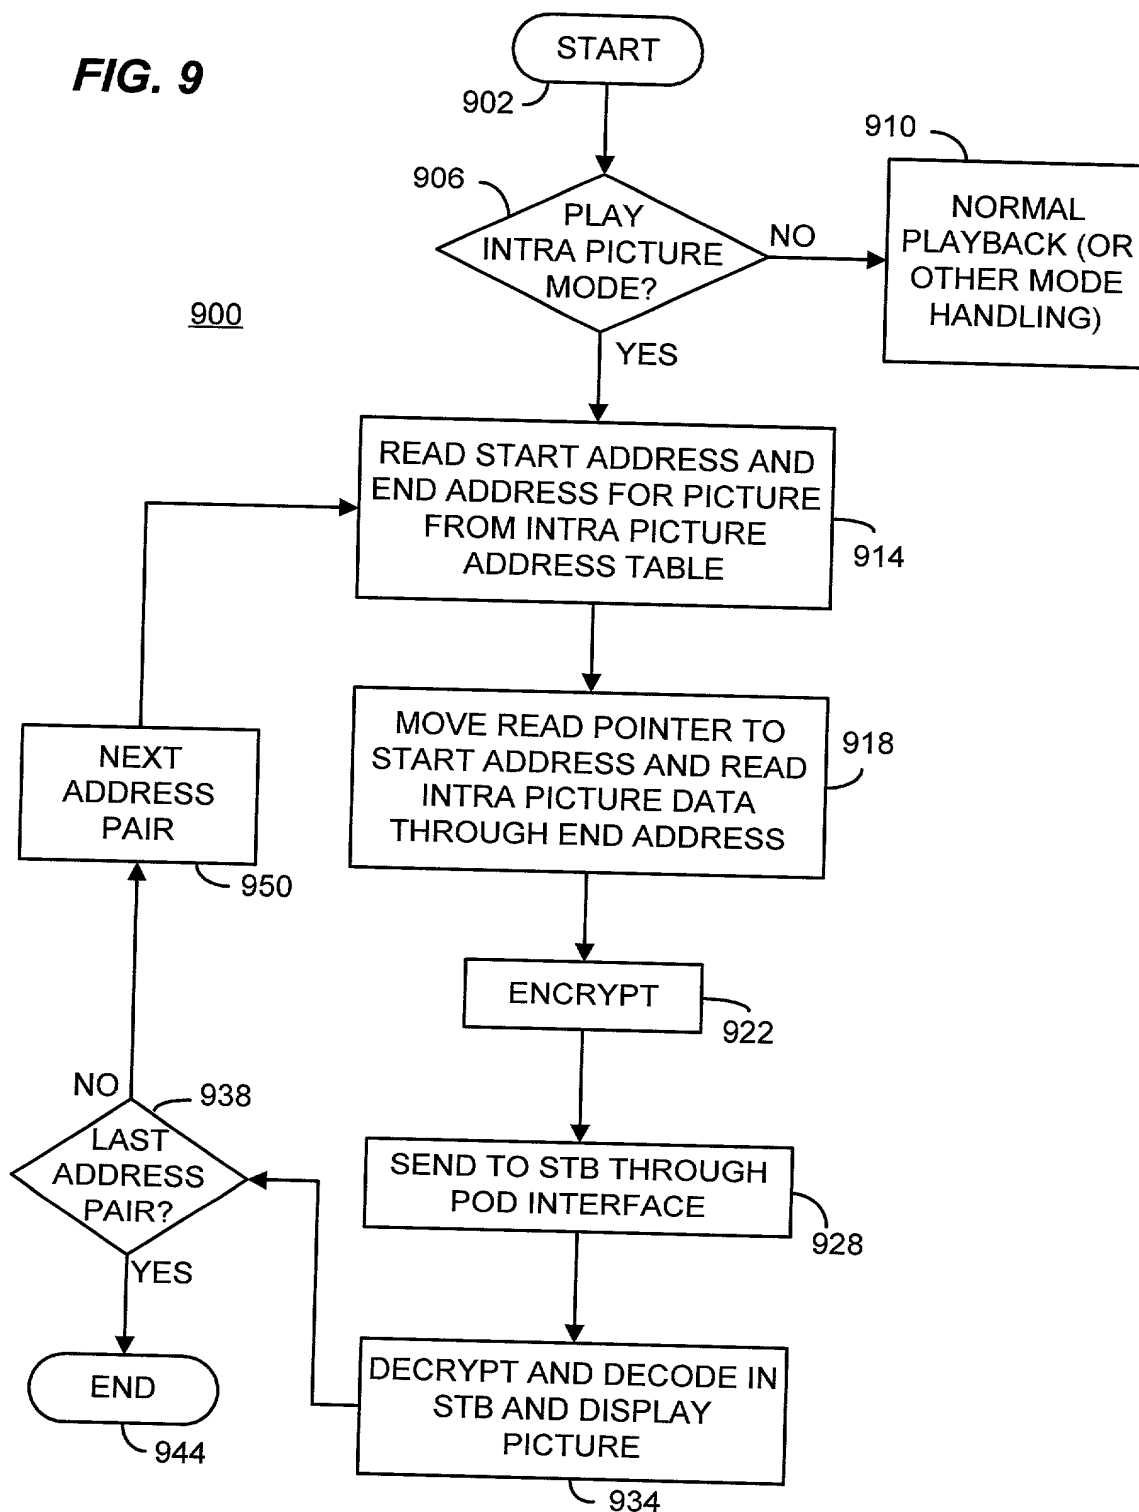 FIG. 9
START
902
906
PLAY
INTRA PICTURE
MODE?
NO
910
NORMAL
PLAYBACK (OR
OTHER MODE
HANDLING)
900
YES
READ START ADDRESS AND
END ADDRESS FOR PICTURE
FROM INTRA PICTURE
ADDRESS TABLE
914
MOVE READ POINTER TO
START ADDRESS AND READ
INTRA PICTURE DATA
THROUGH END ADDRESS
918
NEXT
ADDRESS
PAIR
950
ENCRYPT
922
NO
938
LAST
ADDRESS
PAIR?
SEND TO STB THROUGH
POD INTERFACE
928
YES
END
944
DECRYPT AND DECODE IN
STB AND DISPLAY
PICTURE
934